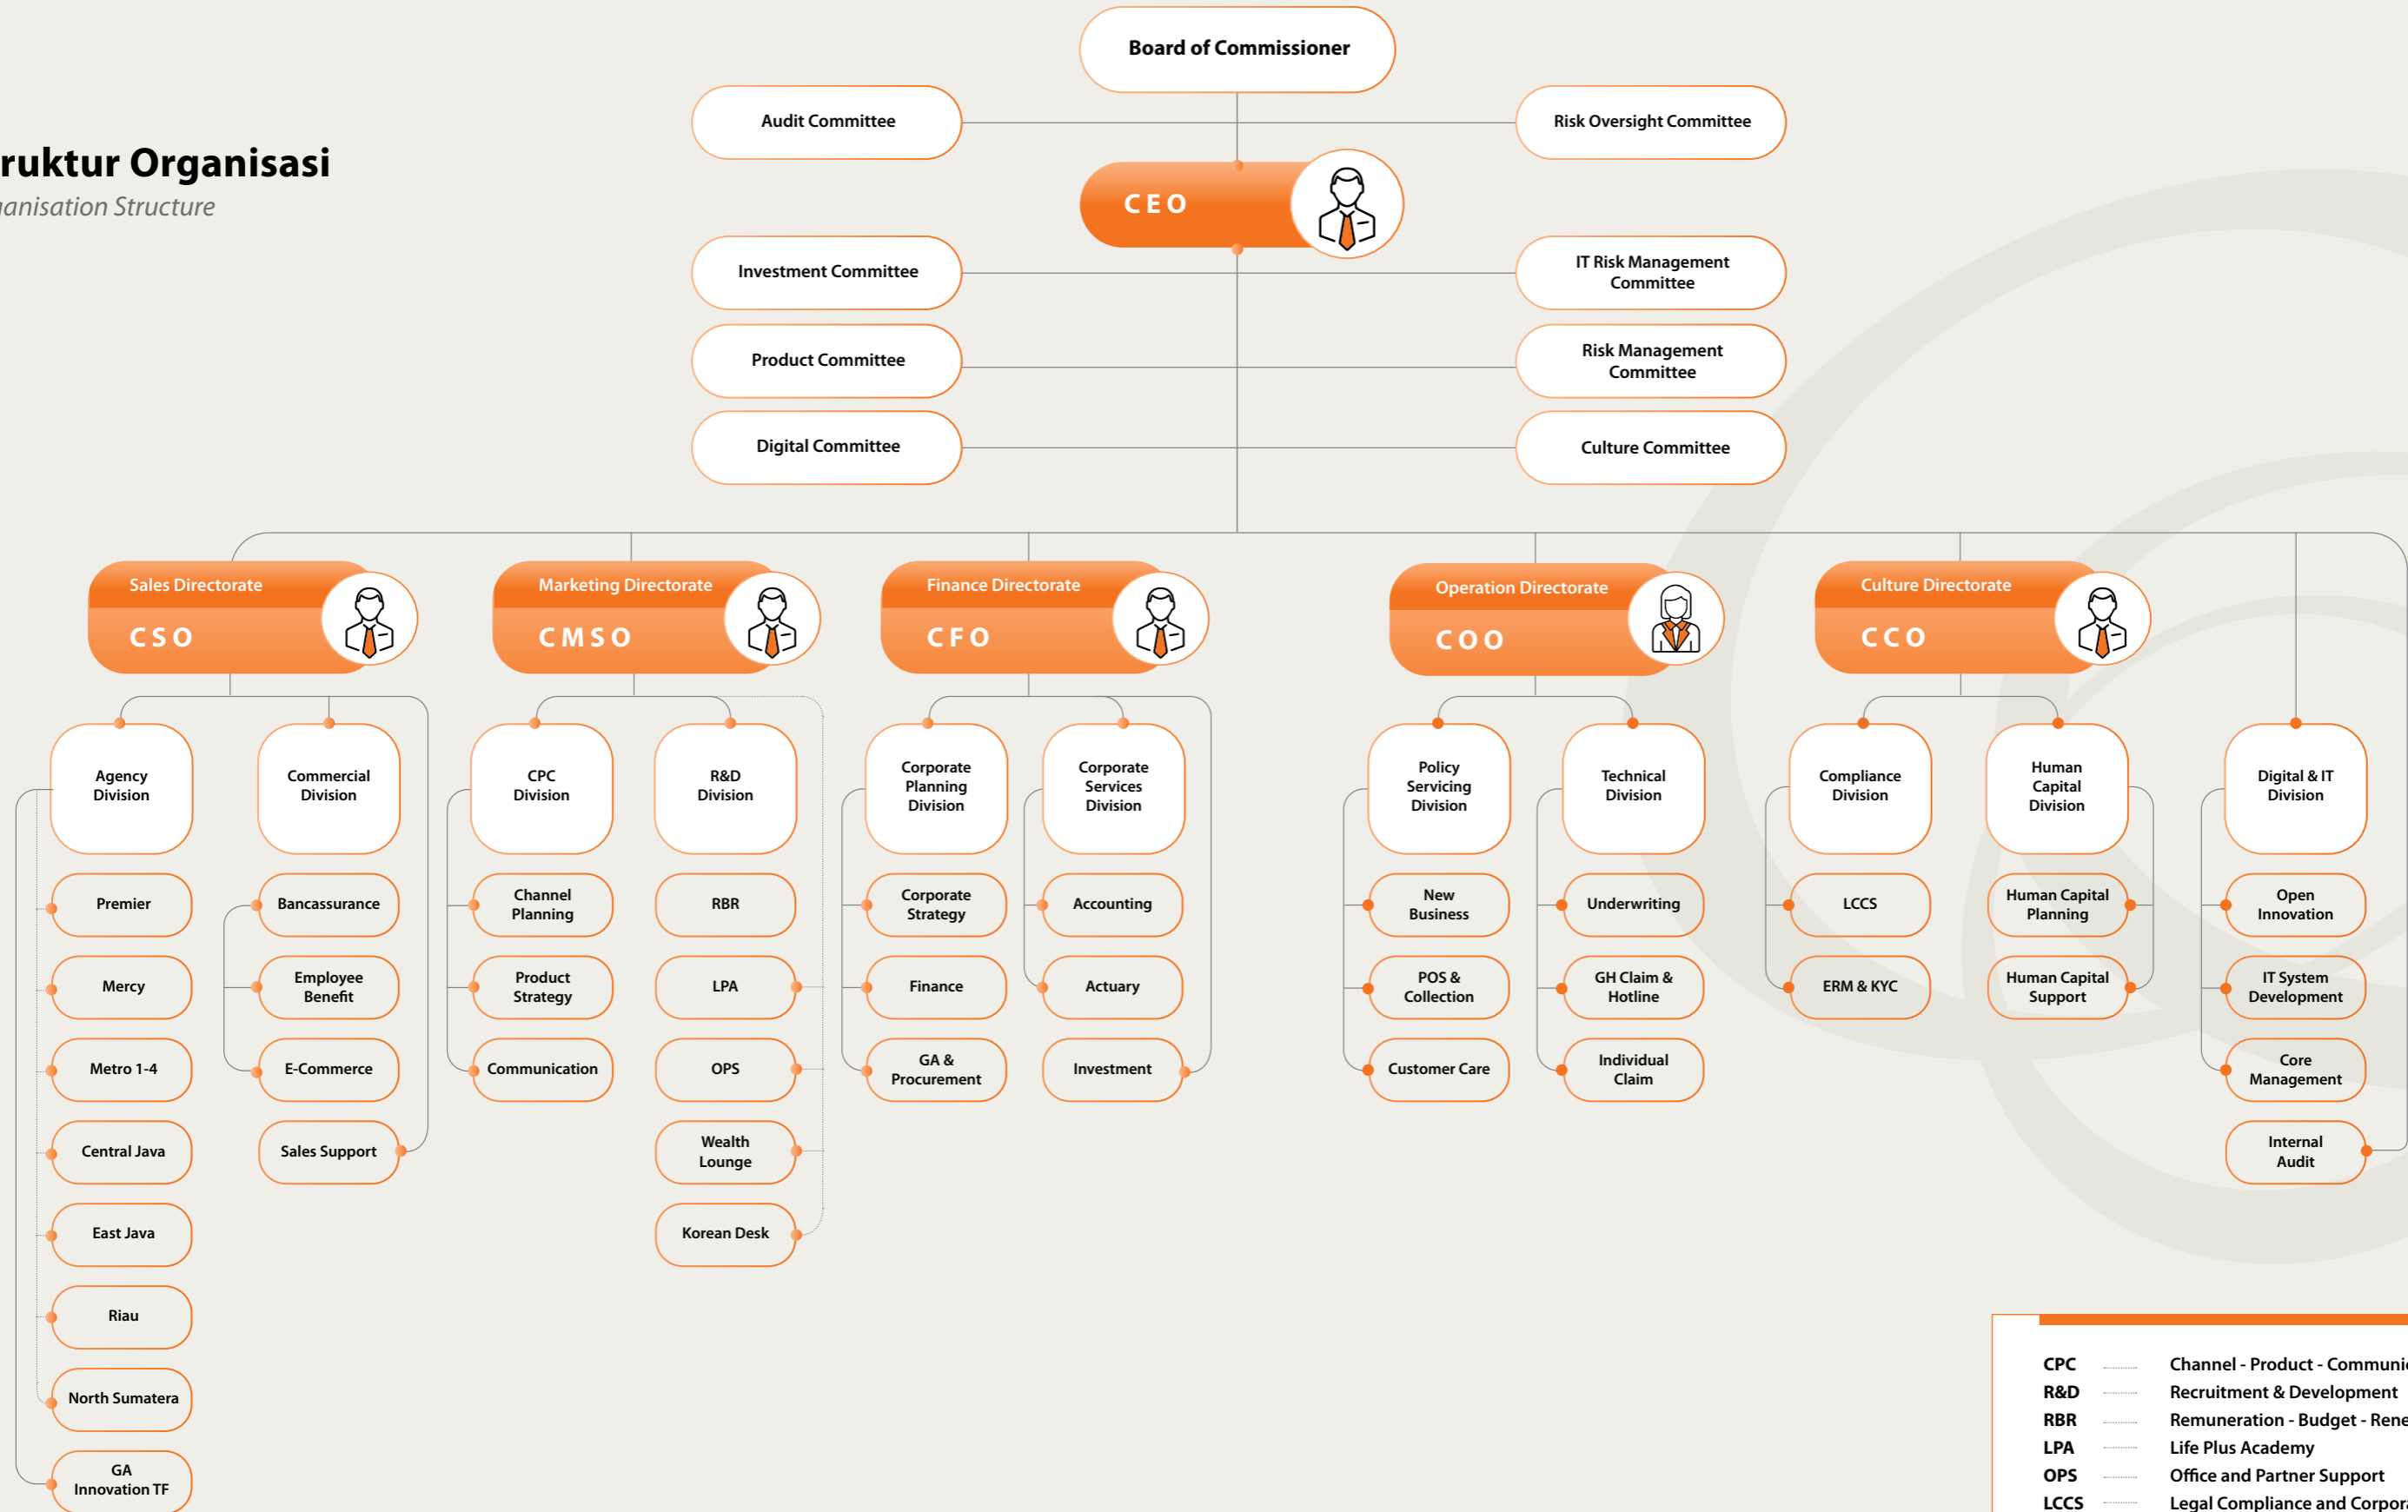 Board of Commissioner
Audit Committee
Risk Oversight Committee
ruktur Organisasi
ganisation Structure
CEO
Investment Committee
IT Risk Management
Committee
Product Committee
Risk Management
Committee
Digital Committee
Culture Committee
Sales Directorate
CSO
Marketing Directorate
CMSO
Finance Directorate
CFO
Operation Directorate
COO
Culture Directorate
CCO
Agency
Division
Premier
Mercy
Metro 1-4
Central Java
East Java
Riau
North Sumatera
GA
Innovation TF
Commercial
Division
Bancassurance
Employee
Benefit
E-Commerce
Sales Support
CPC
Division
Channel
Planning
Product
Strategy
Communication
R&D
Division
RBR
LPA
OPS
Wealth
Lounge
Korean Desk
Corporate
Planning
Division
Corporate
Strategy
Finance
GA &
Procurement
Corporate
Services
Division
Accounting
Actuary
Investment
Policy
Servicing
Division
New
Business
POS &
Collection
Customer Care
Technical
Division
Underwriting
GH Claim &
Hotline
Individual
Claim
Compliance
Division
LCCS
ERM & KYC
Human
Capital
Division
Human Capital
Planning
Human Capital
Support
Digital & IT
Division
Open
Innovation
IT System
Development
Core
Management
Internal
Audit
CPC Channel - Product - Communi
R&D Recruitment & Development
RBR Remuneration - Budget - Rene
LPA Life Plus Academy
OPS Office and Partner Support
LCCS Legal Compliance and Corpor